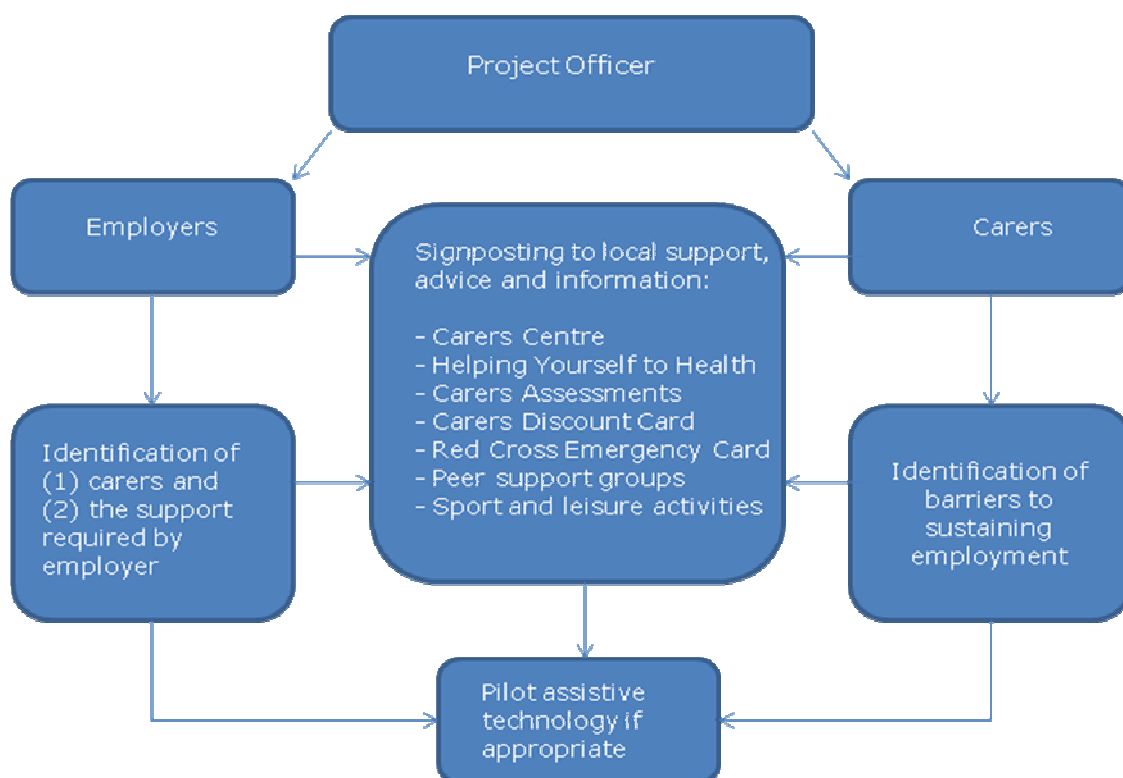 Project Officer
Employers
Carers
Signposting to local support,
advice and information:
- Carers Centre
- Helping Yourself to Health
- Carers Assessments
- Carers Discount Card
- Red Cross Emergency Card
- Peer support groups
- Sport and leisure activities
Identification of
(1) carers and
(2) the support
required by
employer
Identification of
barriers to
sustaining
employment
Pilot assistive
technology if
appropriate